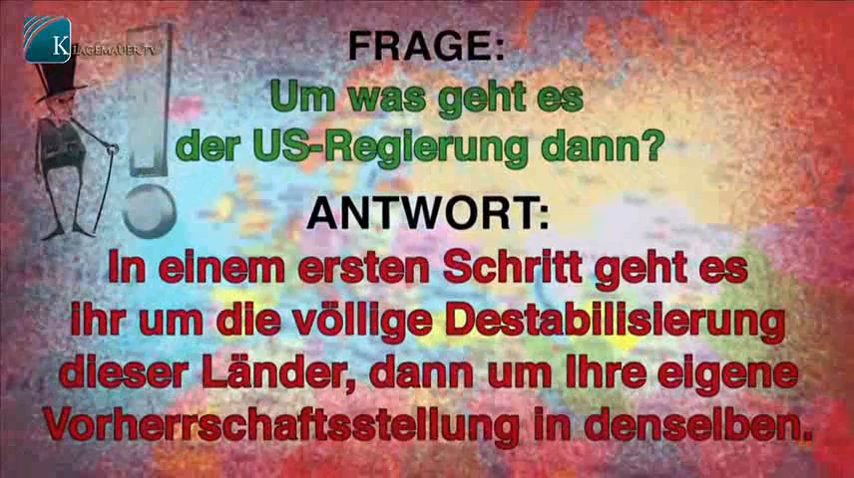 KLAGEMAUER.TV
FRAGE:
Um was geht es
der US-Regierung dann?
ANTWORT:
In einem ersten Schritt geht es
ihr um die völlige Destabilisierung
dieser Länder, dann um Ihre eigene
Vorherrschaftsstellung in denselben.